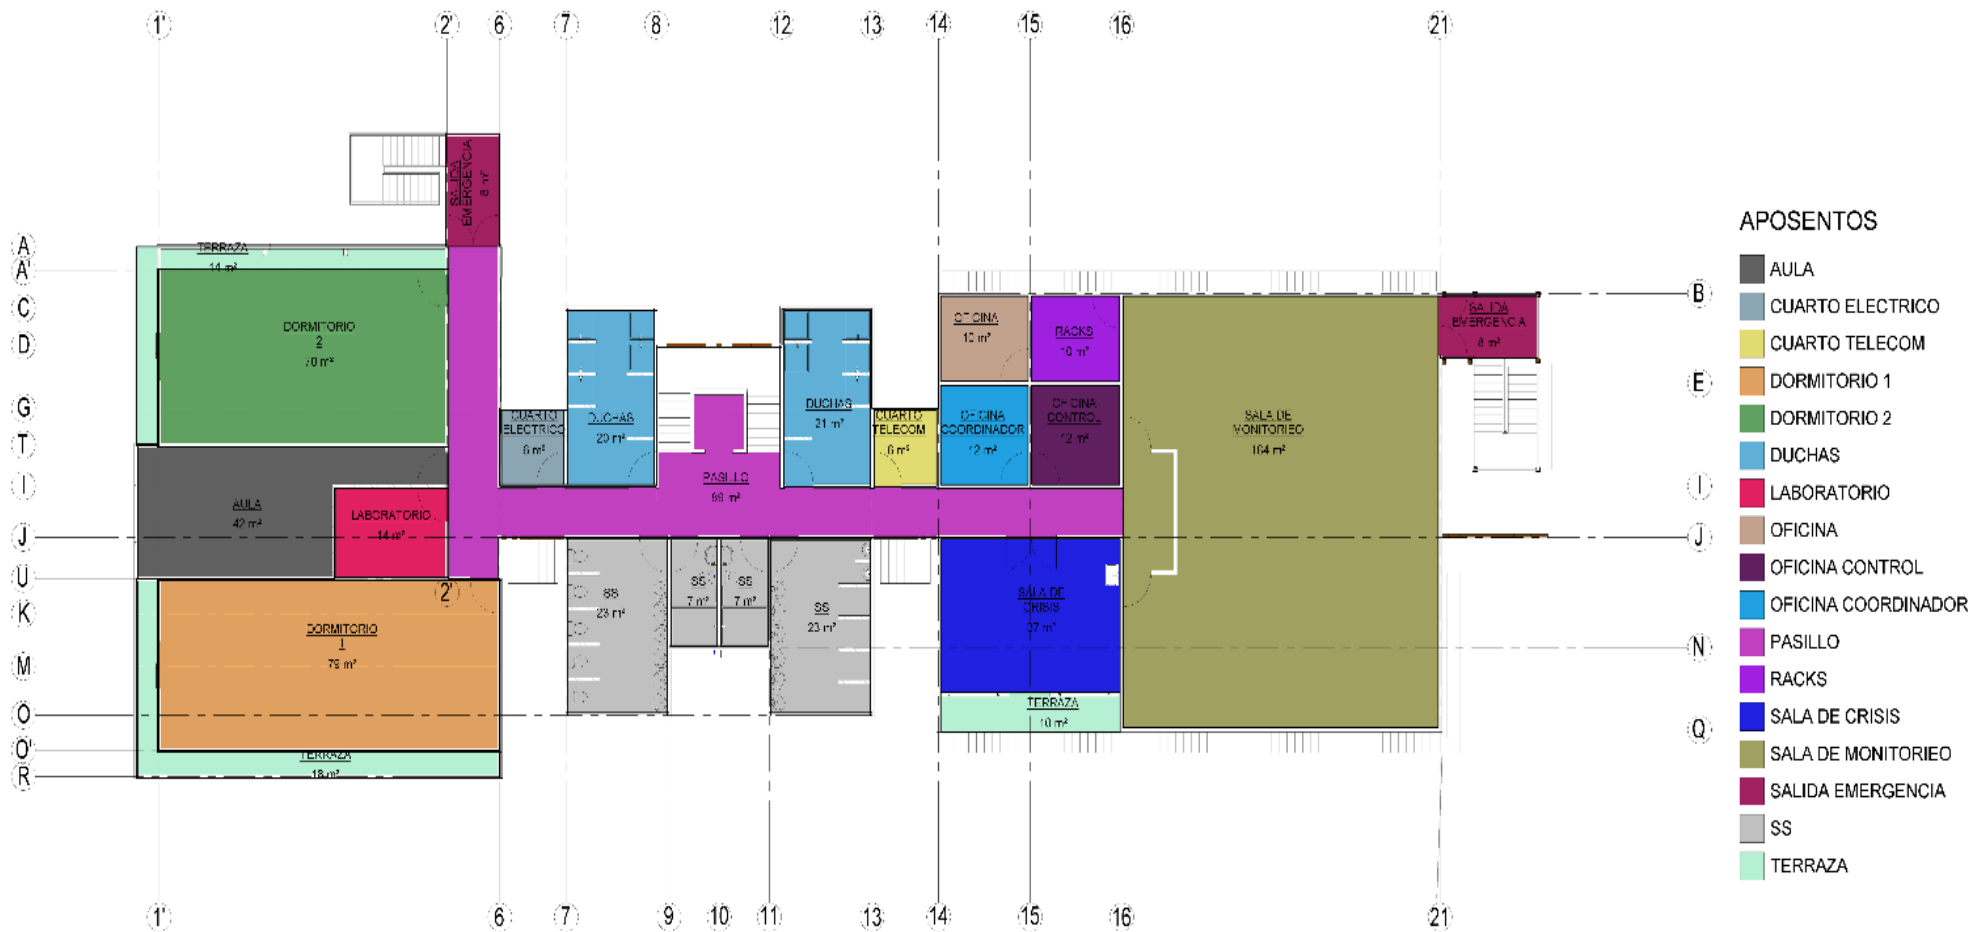 1' 2' 6 7 8 12 13 14 15 16 21
SALIDA
EMERGENCIA
8 m²
A
A'
C
D
G
T
I
J
U
K
M
O
O'
R
TERRAZA
14 m²
DORMITORIO
2
70 m²
AULA
42 m²
LABORATORIO
14 m²
2'
DORMITORIO
1
79 m²
TERRAZA
18 m²
CUARTO
ELECTRICO
6 m²
DUCHAS
20 m²
PASILLO
DUCHAS
21 m²
CUARTO
TELECOM
6 m²
OFICINA
10 m²
RACKS
10 m²
OFICINA
COORDINADOR
12 m²
OFICINA
CONTROL
12 m²
SALA DE
MONITORIEO
164 m²
SALIDA
EMERGENCIA
8 m²
SS
23 m²
SS
7 m²
SS
7 m²
SS
23 m²
SALA DE
CRISIS
37 m²
TERRAZA
10 m²
B
E
I
J
N
Q
1' 6 7 9 10 11 13 14 15 16 21
APOSENTOS
AULA
CUARTO ELECTRICO
CUARTO TELECOM
DORMITORIO 1
DORMITORIO 2
DUCHAS
LABORATORIO
OFICINA
OFICINA CONTROL
OFICINA COORDINADOR
PASILLO
RACKS
SALA DE CRISIS
SALA DE MONITORIEO
SALIDA EMERGENCIA
SS
TERRAZA